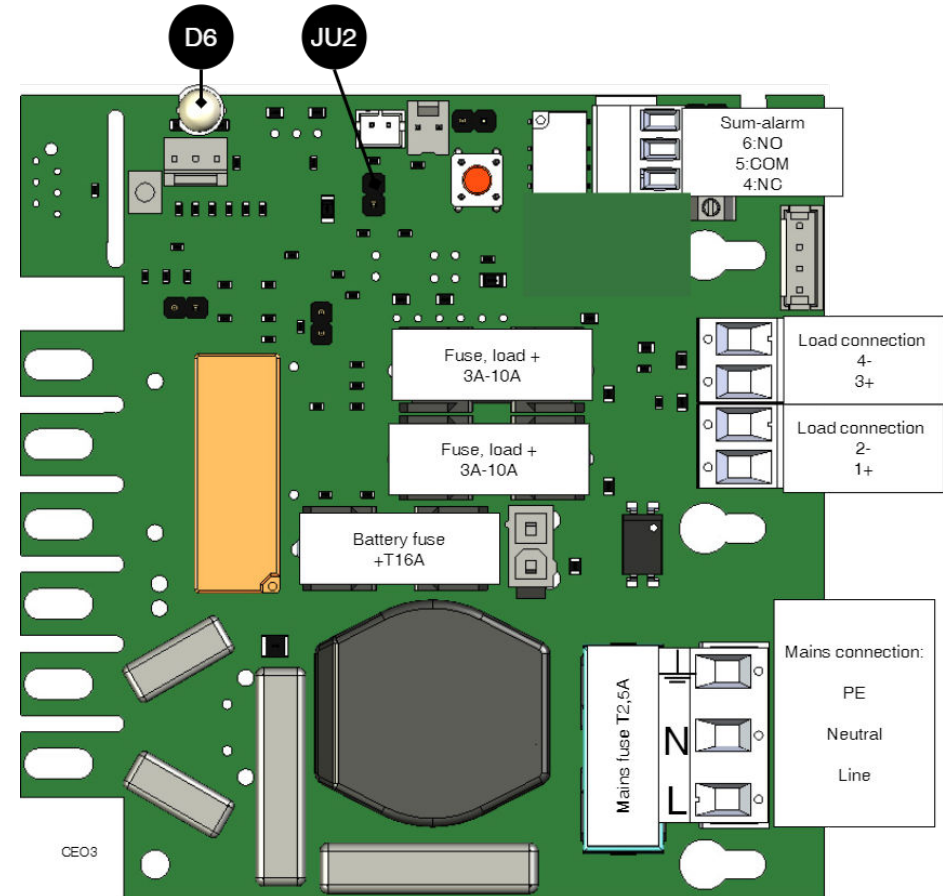 D6
JU2
Sum-alarm
6:NO
5:COM
4:NC
Load connection
4-
3+
Fuse, load +
3A-10A
Load connection
2-
1+
Fuse, load +
3A-10A
Battery fuse
+T16A
Mains connection:
PE
Neutral
Line
Mains fuse T2,5A
N
L
CEO3